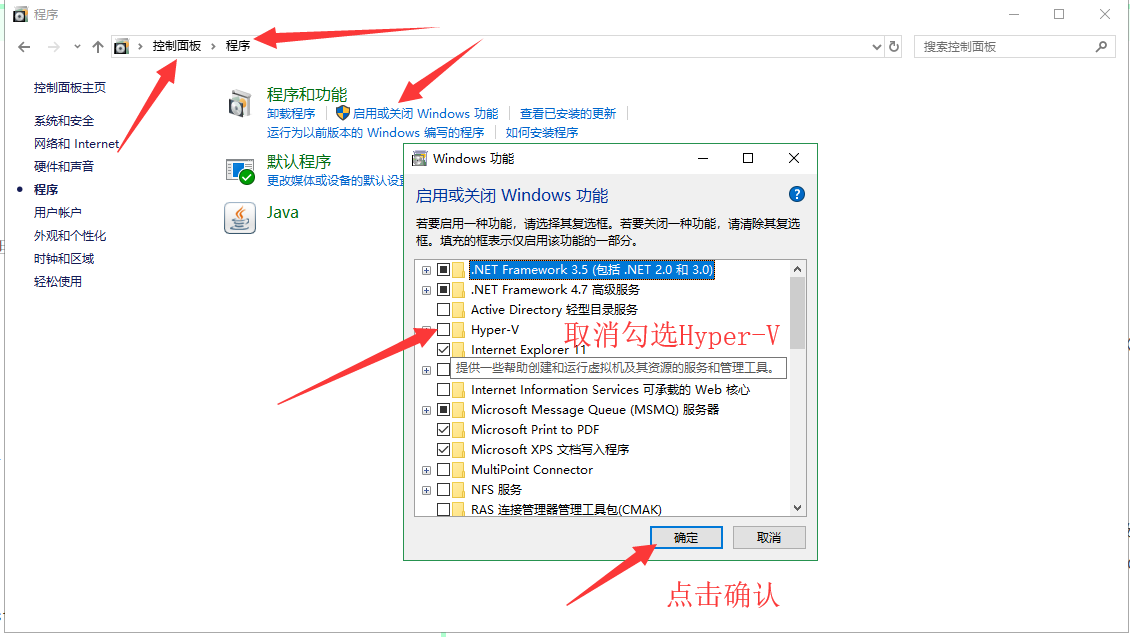 程序
控制面板 › 程序
搜索控制面板
控制面板主页
系统和安全
网络和 Internet
硬件和声音
程序
用户帐户
外观和个性化
时钟和区域
轻松使用
程序和功能
卸载程序 启用或关闭 Windows 功能 查看已安装的更新
运行为以前版本的 Windows 编写的程序 如何安装程序
默认程序
更改媒体或设备的默认设置
Java
Windows 功能
启用或关闭 Windows 功能
若要启用一种功能，请选择其复选框。若要关闭一种功能，请清除其复选
框。填充的框表示仅启用该功能的一部分。
.NET Framework 3.5 (包括 .NET 2.0 和 3.0)
.NET Framework 4.7 高级服务
Active Directory 轻型目录服务
Hyper-V
取消勾选Hyper-V
Internet Explorer 11
提供一些帮助创建和运行虚拟机及其资源的服务和管理工具。
Internet Information Services 可承载的 Web 核心
Microsoft Message Queue (MSMQ) 服务器
Microsoft Print to PDF
Microsoft XPS 文档写入程序
MultiPoint Connector
NFS 服务
RAS 连接管理器管理工具包(CMAK)
确定 取消
点击确认